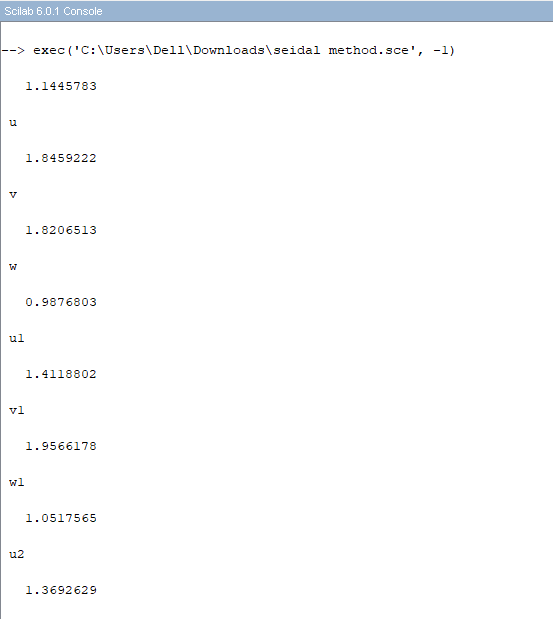 Scilab 6.0.1 Console
--> exec('C:\Users\Dell\Downloads\seidal method.sce', -1)
1.1445783
u
1.8459222
v
1.8206513
w
0.9876803
u1
1.4118802
v1
1.9566178
w1
1.0517565
u2
1.3692629